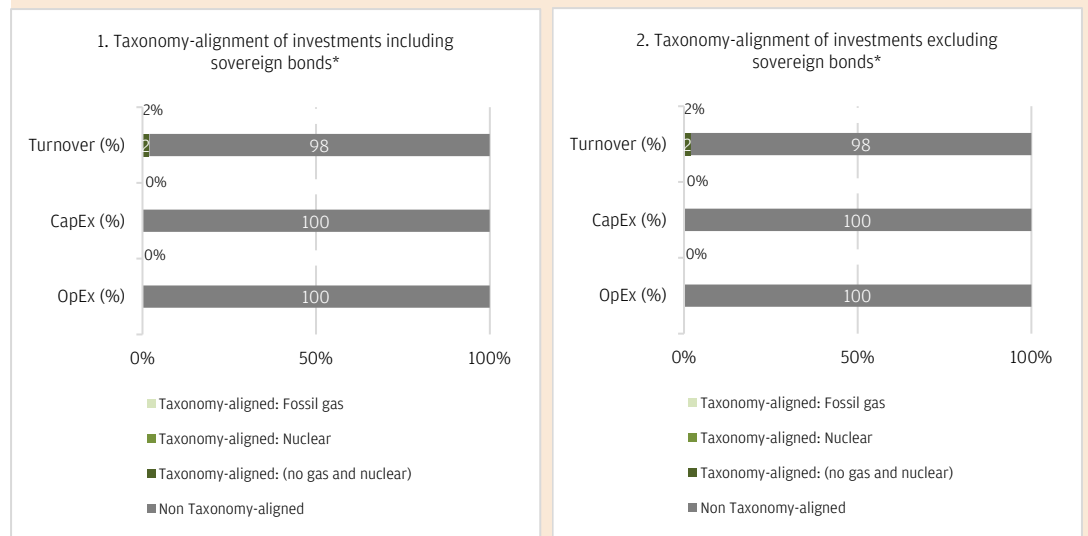 1. Taxonomy-alignment of investments including
sovereign bonds*
2%
Turnover (%)
2
98
0%
CapEx (%)
100
0%
OpEx (%)
100
0%
50%
100%
Taxonomy-aligned: Fossil gas
Taxonomy-aligned: Nuclear
Taxonomy-aligned: (no gas and nuclear)
Non Taxonomy-aligned
2. Taxonomy-alignment of investments excluding
sovereign bonds*
2%
Turnover (%)
2
98
0%
CapEx (%)
100
0%
OpEx (%)
100
0%
50%
100%
Taxonomy-aligned: Fossil gas
Taxonomy-aligned: Nuclear
Taxonomy-aligned: (no gas and nuclear)
Non Taxonomy-aligned